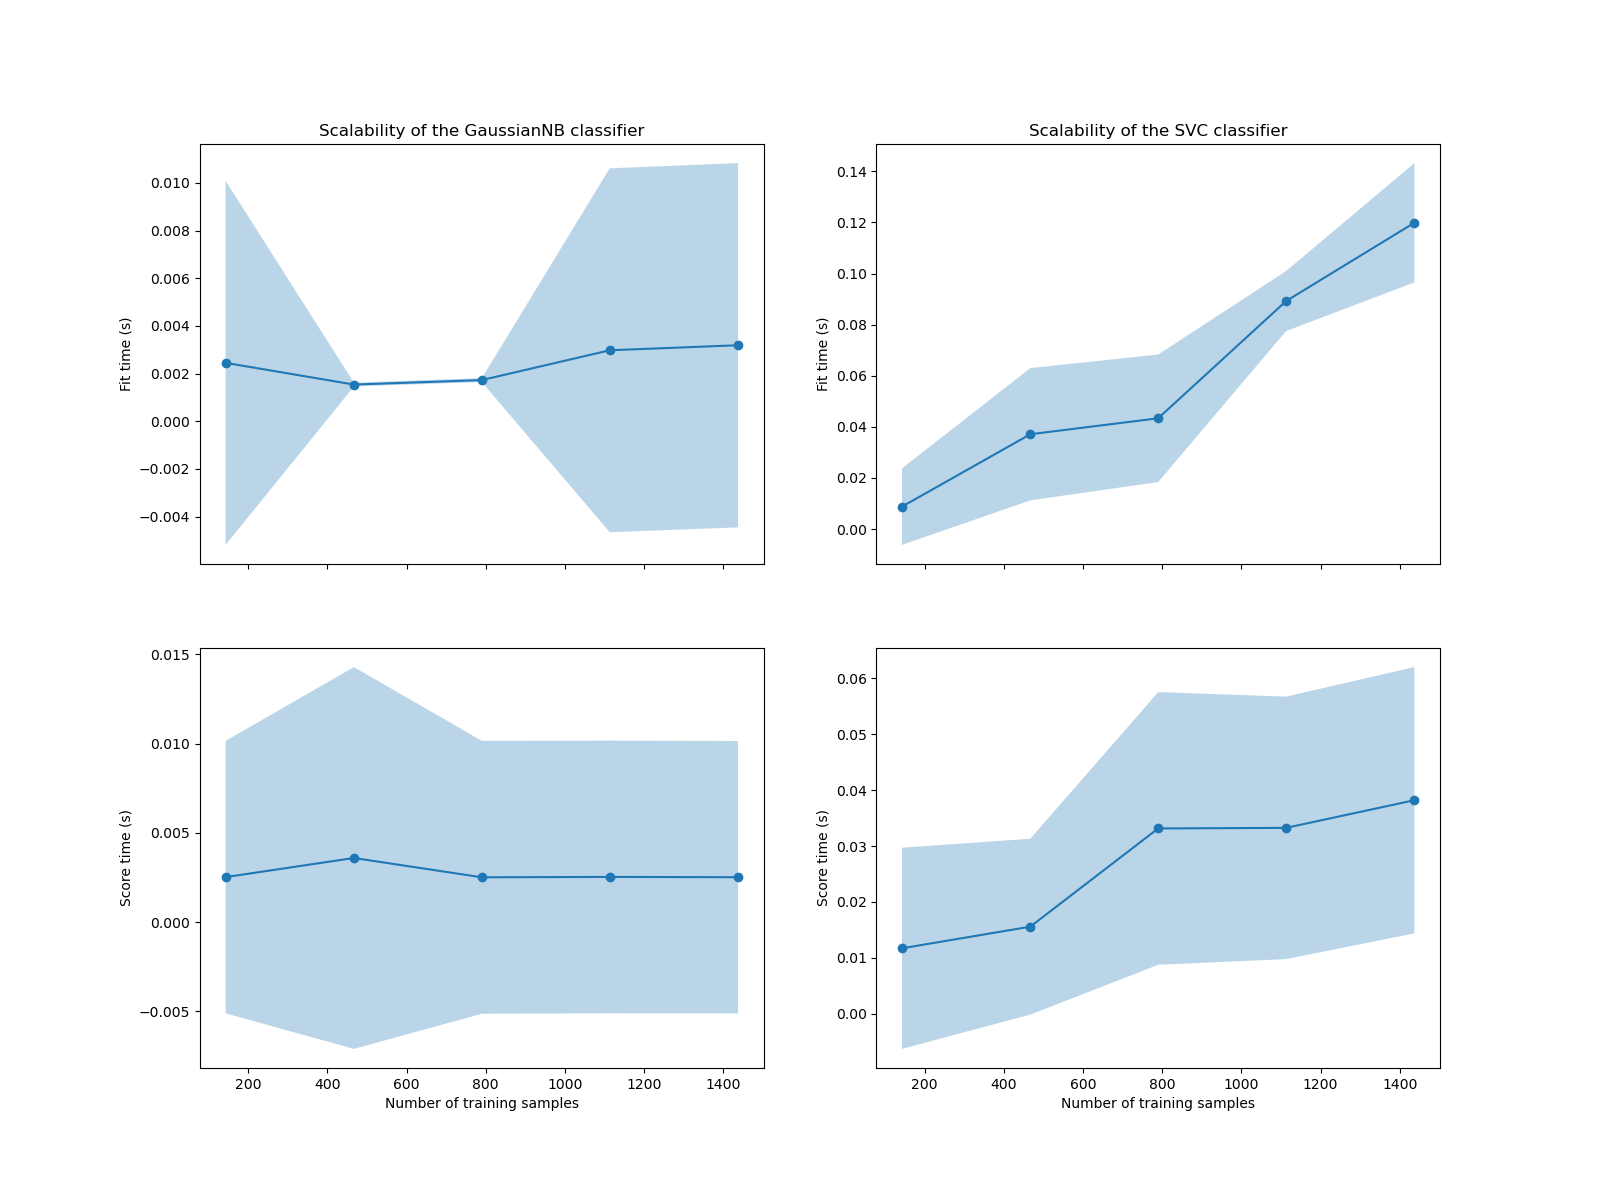 Scalability of the GaussianNB classifier
Fit time (s)
0.010
0.008
0.006
0.004
0.002
0.000
−0.002
−0.004
Scalability of the SVC classifier
Fit time (s)
0.14
0.12
0.10
0.08
0.06
0.04
0.02
0.00
Score time (s)
0.015
0.010
0.005
0.000
−0.005
200 400 600 800 1000 1200 1400
Number of training samples
Score time (s)
0.06
0.05
0.04
0.03
0.02
0.01
0.00
200 400 600 800 1000 1200 1400
Number of training samples